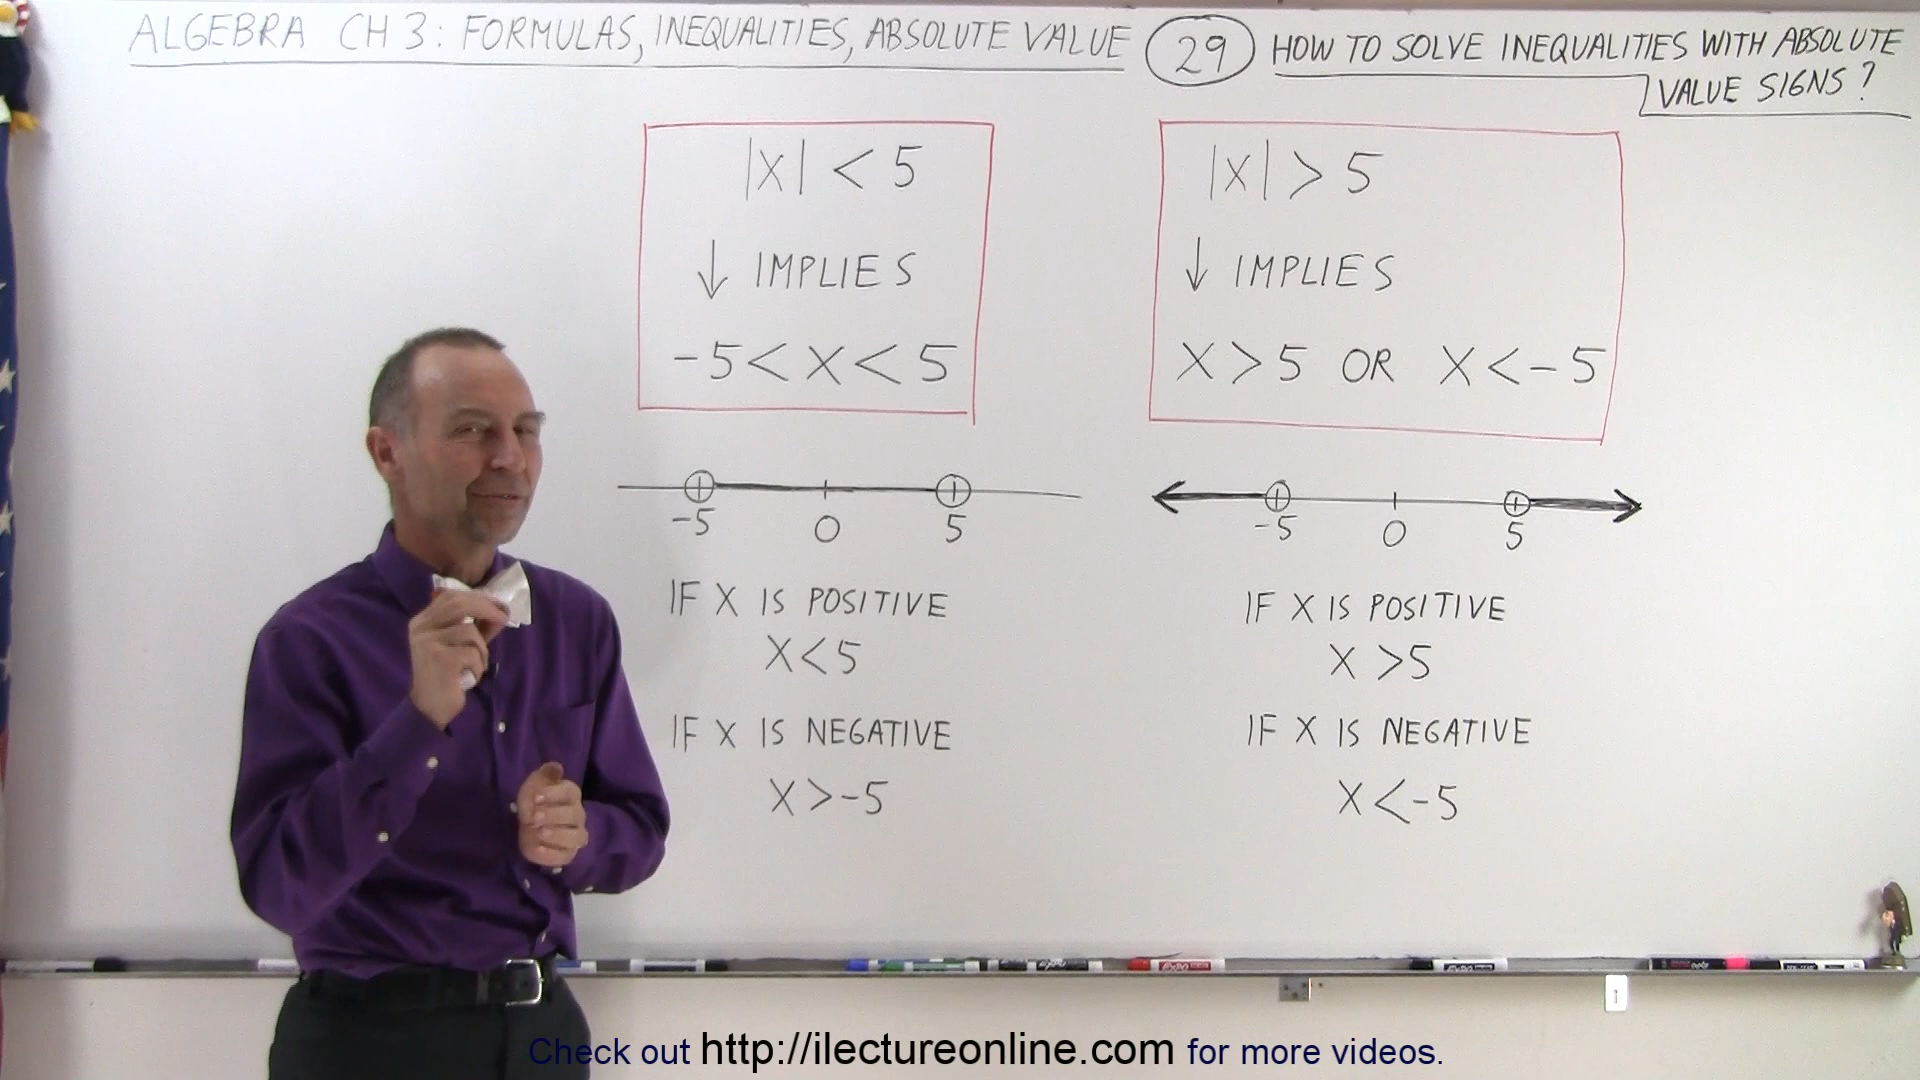 ALGEBRA CH 3: FORMULAS, INEQUALITIES, ABSOLUTE VALUE 29 HOW TO SOLVE INEQUALITIES WITH ABSOLUTE
VALUE SIGNS?
|X| < 5
↓ IMPLIES
-5 < X < 5
-5 0 5
IF X IS POSITIVE
X < 5
IF X IS NEGATIVE
X > -5
|X| > 5
↓ IMPLIES
X > 5 OR X < -5
-5 0 5
IF X IS POSITIVE
X > 5
IF X IS NEGATIVE
X < -5
Check out http://ilectureonline.com for more videos.